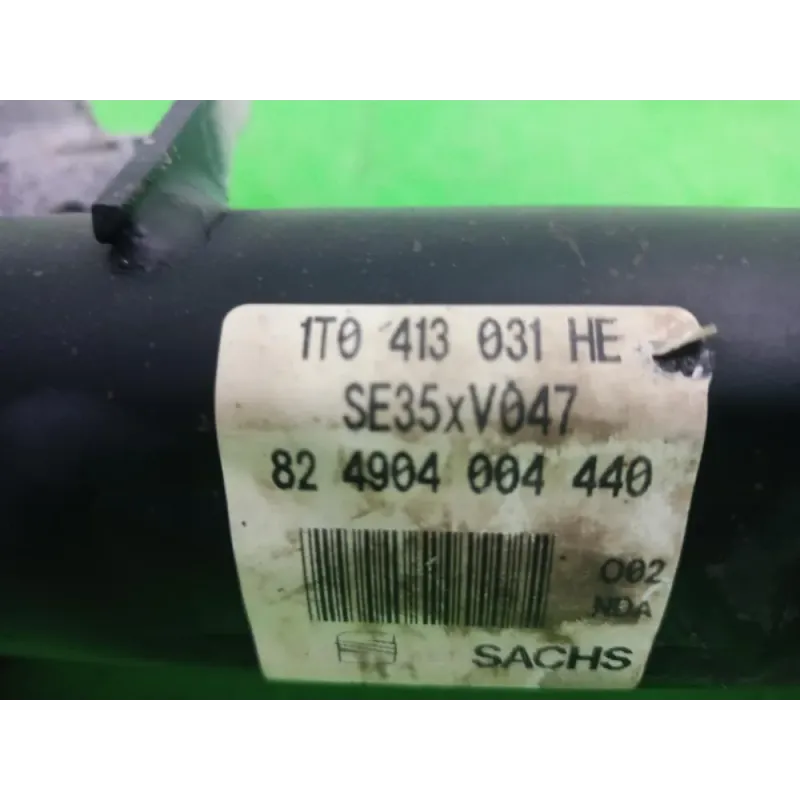 1T0 413 031 HE
SE35xV047
82 4904 004 440
002
NDA
SACHS